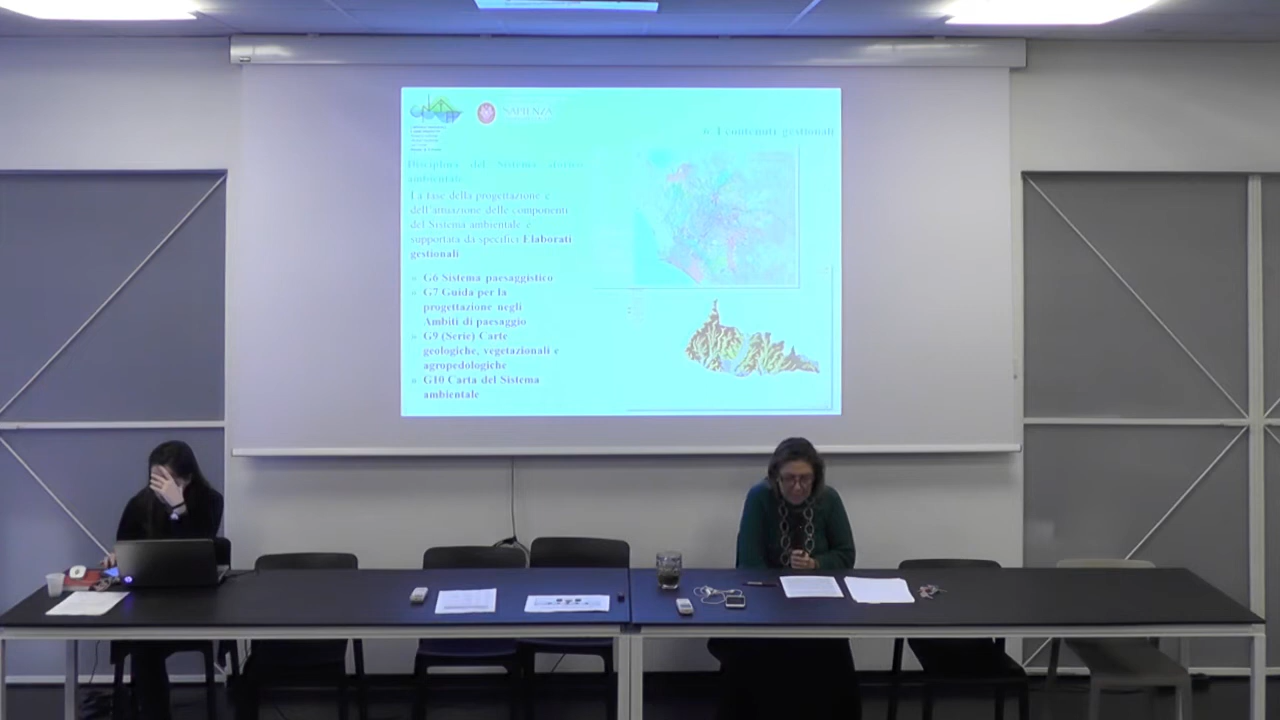 SAPIENZA
6. I contenuti gestionali
Disciplina del Sistema storico
ambientale
La fase della progettazione e
dell'attuazione delle componenti
del Sistema ambientale è
supportata da specifici Elaborati
gestionali
» G6 Sistema paesaggistico
» G7 Guida per la
progettazione negli
Ambiti di paesaggio
» G9 (Serie) Carte
geologiche, vegetazionali e
agropedologiche
» G10 Carta del Sistema
ambientale